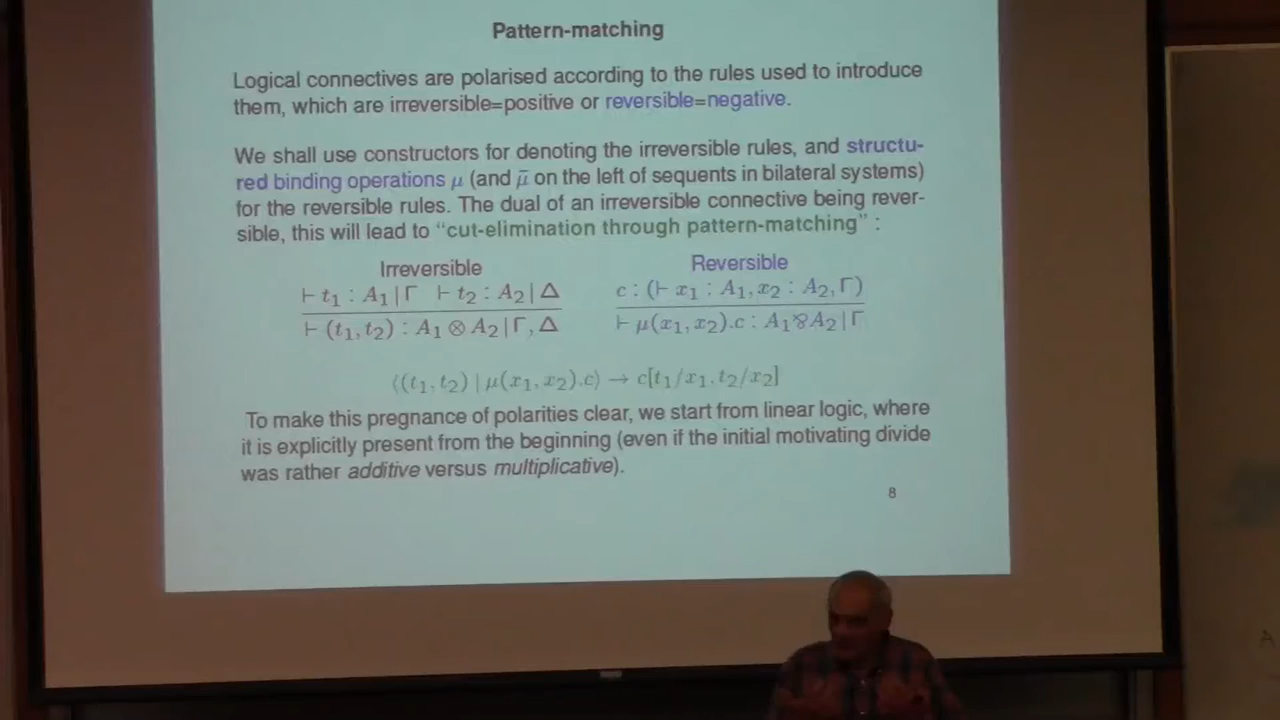 Pattern-matching
Logical connectives are polarised according to the rules used to introduce
them, which are irreversible=positive or reversible=negative.
We shall use constructors for denoting the irreversible rules, and structu-
red binding operations μ (and μ̄ on the left of sequents in bilateral systems)
for the reversible rules. The dual of an irreversible connective being rever-
sible, this will lead to “cut-elimination through pattern-matching” :
Irreversible Reversible
⊢ t₁ : A₁ | Γ ⊢ t₂ : A₂ | Δ c : (⊢ x₁ : A₁, x₂ : A₂, Γ)
⊢ (t₁, t₂) : A₁ ⊗ A₂ | Γ, Δ ⊢ μ(x₁, x₂).c : A₁⅋A₂ | Γ
⟨(t₁, t₂) | μ(x₁, x₂).c⟩ → c[t₁/x₁, t₂/x₂]
To make this pregnance of polarities clear, we start from linear logic, where
it is explicitly present from the beginning (even if the initial motivating divide
was rather additive versus multiplicative).
8